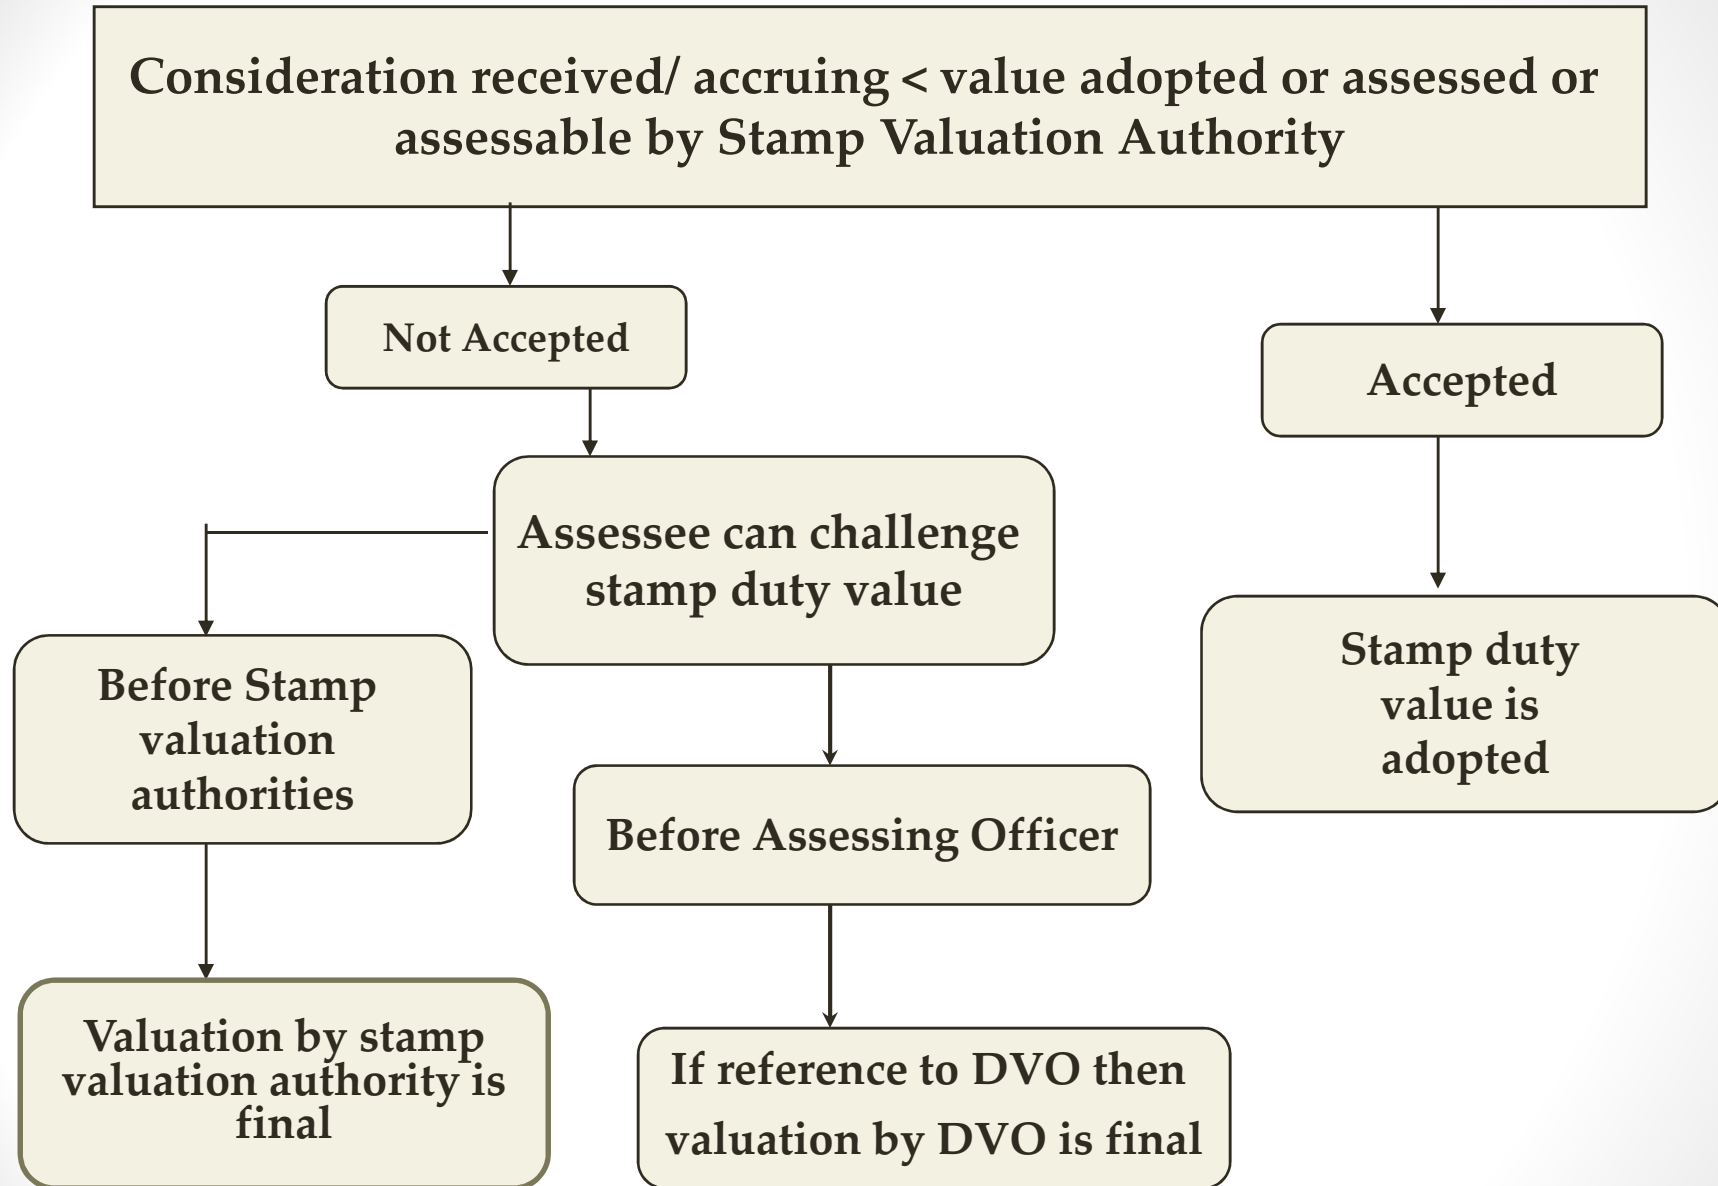 Consideration received/ accruing < value adopted or assessed or
assessable by Stamp Valuation Authority
Not Accepted
Accepted
Assessee can challenge
stamp duty value
Before Stamp
valuation
authorities
Stamp duty
value is
adopted
Before Assessing Officer
Valuation by stamp
valuation authority is
final
If reference to DVO then
valuation by DVO is final